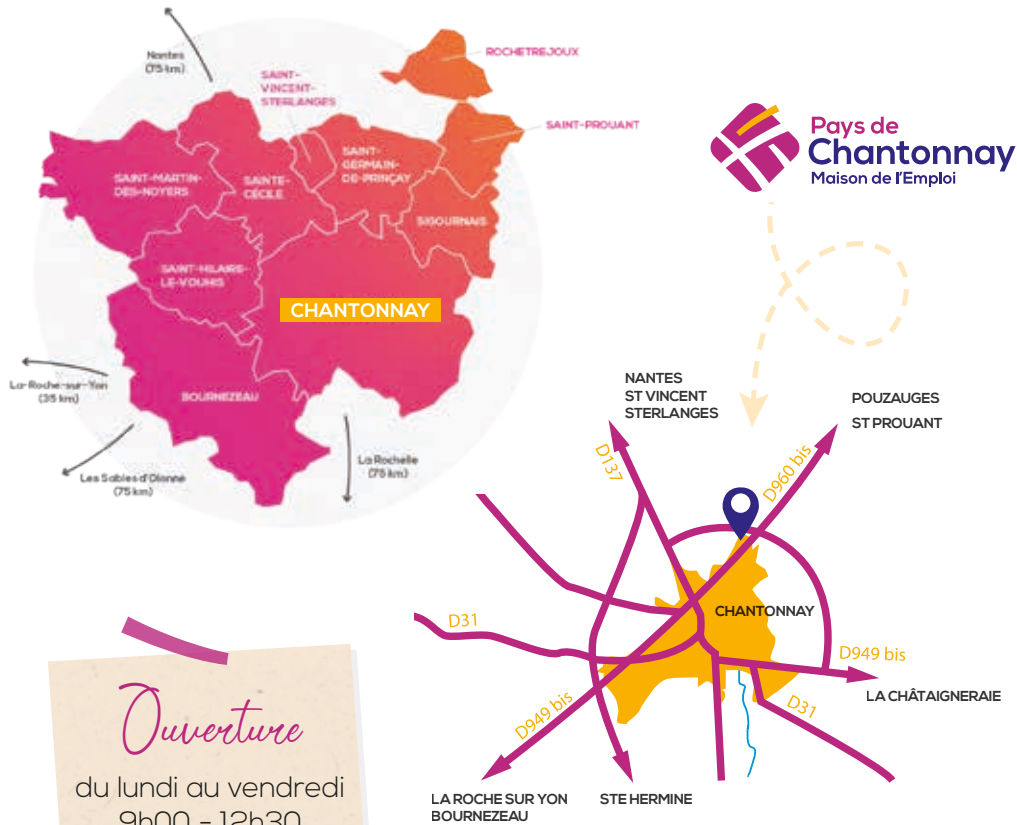 Nantes
(75 km)
SAINT-
VINCENT-
STERLANGES
ROCHETREJOUX
SAINT-PROUANT
SAINT-MARTIN-
DES-NOYERS
SAINTE-
CÉCILE
SAINT-
GERMAIN-
DE-PRINÇAY
SIGOURNAIS
SAINT-HILAIRE-
LE-VOUHIS
CHANTONNAY
BOURNEZEAU
La-Roche-sur-Yon
(35 km)
Les Sables d'Olonne
(75 km)
La Rochelle
(75 km)
Pays de
Chantonnay
Maison de l'Emploi
NANTES
ST VINCENT
STERLANGES
POUZAUGES
ST PROUANT
D137
D960 bis
CHANTONNAY
D31
D949 bis
LA CHÂTAIGNERAIE
D949 bis
D31
LA ROCHE SUR YON
BOURNEZEAU
STE HERMINE
Ouverture
du lundi au vendredi
9h00 - 12h30